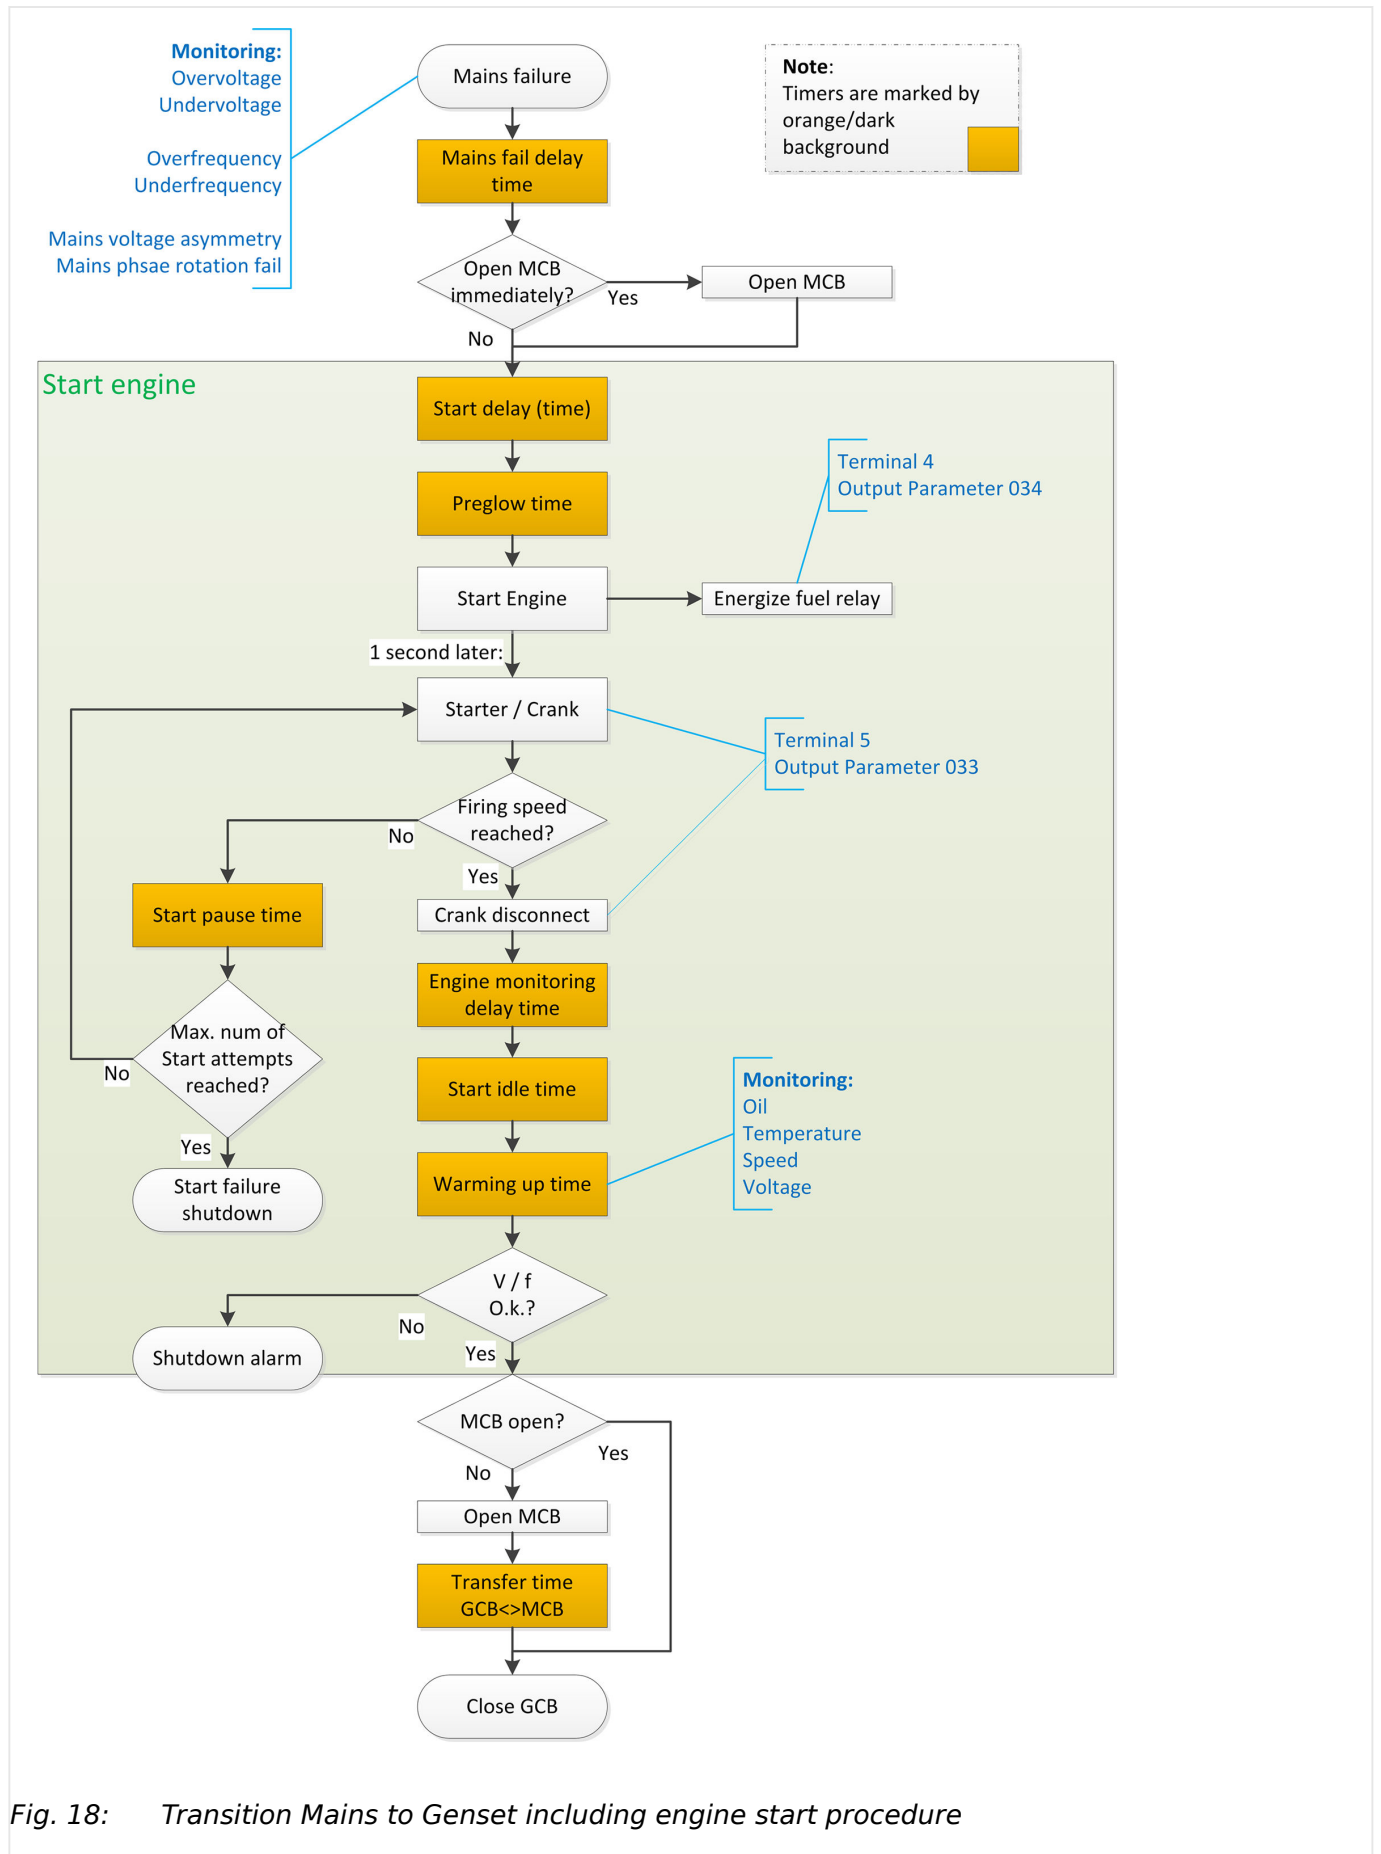 Monitoring:
Overvoltage
Undervoltage
Overfrequency
Underfrequency
Mains voltage asymmetry
Mains phsae rotation fail
Mains failure
Note:
Timers are marked by
orange/dark
background
Mains fail delay
time
Open MCB
immediately?
Yes
Open MCB
No
Start engine
Start delay (time)
Terminal 4
Output Parameter 034
Preglow time
Start Engine
Energize fuel relay
1 second later:
Starter / Crank
Terminal 5
Output Parameter 033
Firing speed
reached?
No
Yes
Start pause time
Crank disconnect
Engine monitoring
delay time
Max. num of
Start attempts
reached?
No
Yes
Start failure
shutdown
Start idle time
Monitoring:
Oil
Temperature
Speed
Voltage
Warming up time
V / f
O.k.?
No
Yes
Shutdown alarm
MCB open?
Yes
No
Open MCB
Transfer time
GCB<>MCB
Close GCB
Fig. 18: Transition Mains to Genset including engine start procedure